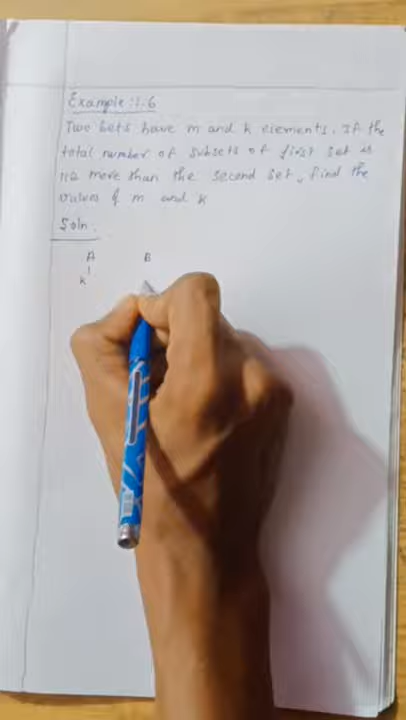 Example : 1.6
Two sets have m and k elements. If the
total number of subsets of first set is
112 more than the second set, find the
values of m and k
Soln.
A B
k